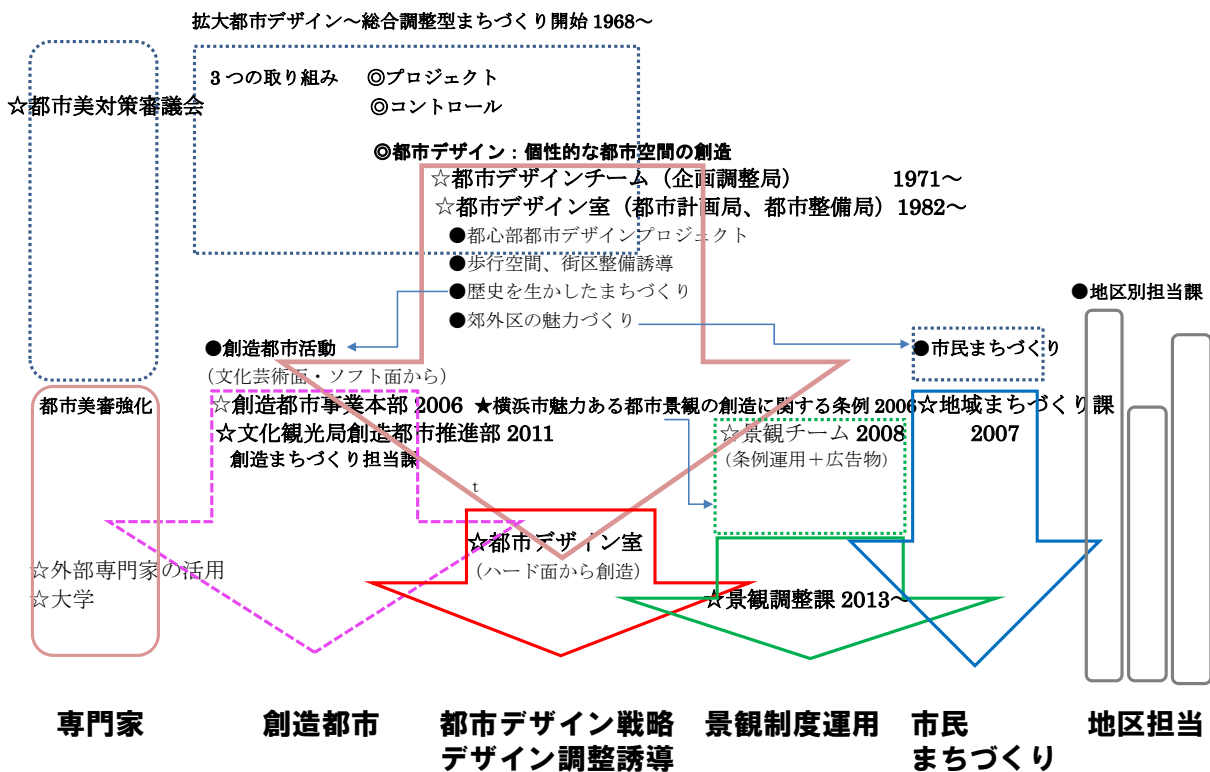 拡大都市デザイン～総合調整型まちづくり開始 1968～
3つの取り組み ◎プロジェクト
☆都市美対策審議会
◎コントロール
◎都市デザイン：個性的な都市空間の創造
☆都市デザインチーム（企画調整局） 1971～
☆都市デザイン室（都市計画局、都市整備局）1982～
●都心部都市デザインプロジェクト
●歩行空間、街区整備誘導
●歴史を生かしたまちづくり
●地区別担当課
●郊外区の魅力づくり
●創造都市活動
●市民まちづくり
（文化芸術面・ソフト面から）
都市美審強化
☆創造都市事業本部 2006
★横浜市魅力ある都市景観の創造に関する条例 2006
☆地域まちづくり課
2007
☆文化観光局創造都市推進部 2011
☆景観チーム 2008
創造まちづくり担当課
（条例運用＋広告物）
t
☆都市デザイン室
（ハード面から創造）
☆外部専門家の活用
☆大学
☆景観調整課 2013～
専門家
創造都市
都市デザイン戦略
デザイン調整誘導
景観制度運用
市民
まちづくり
地区担当